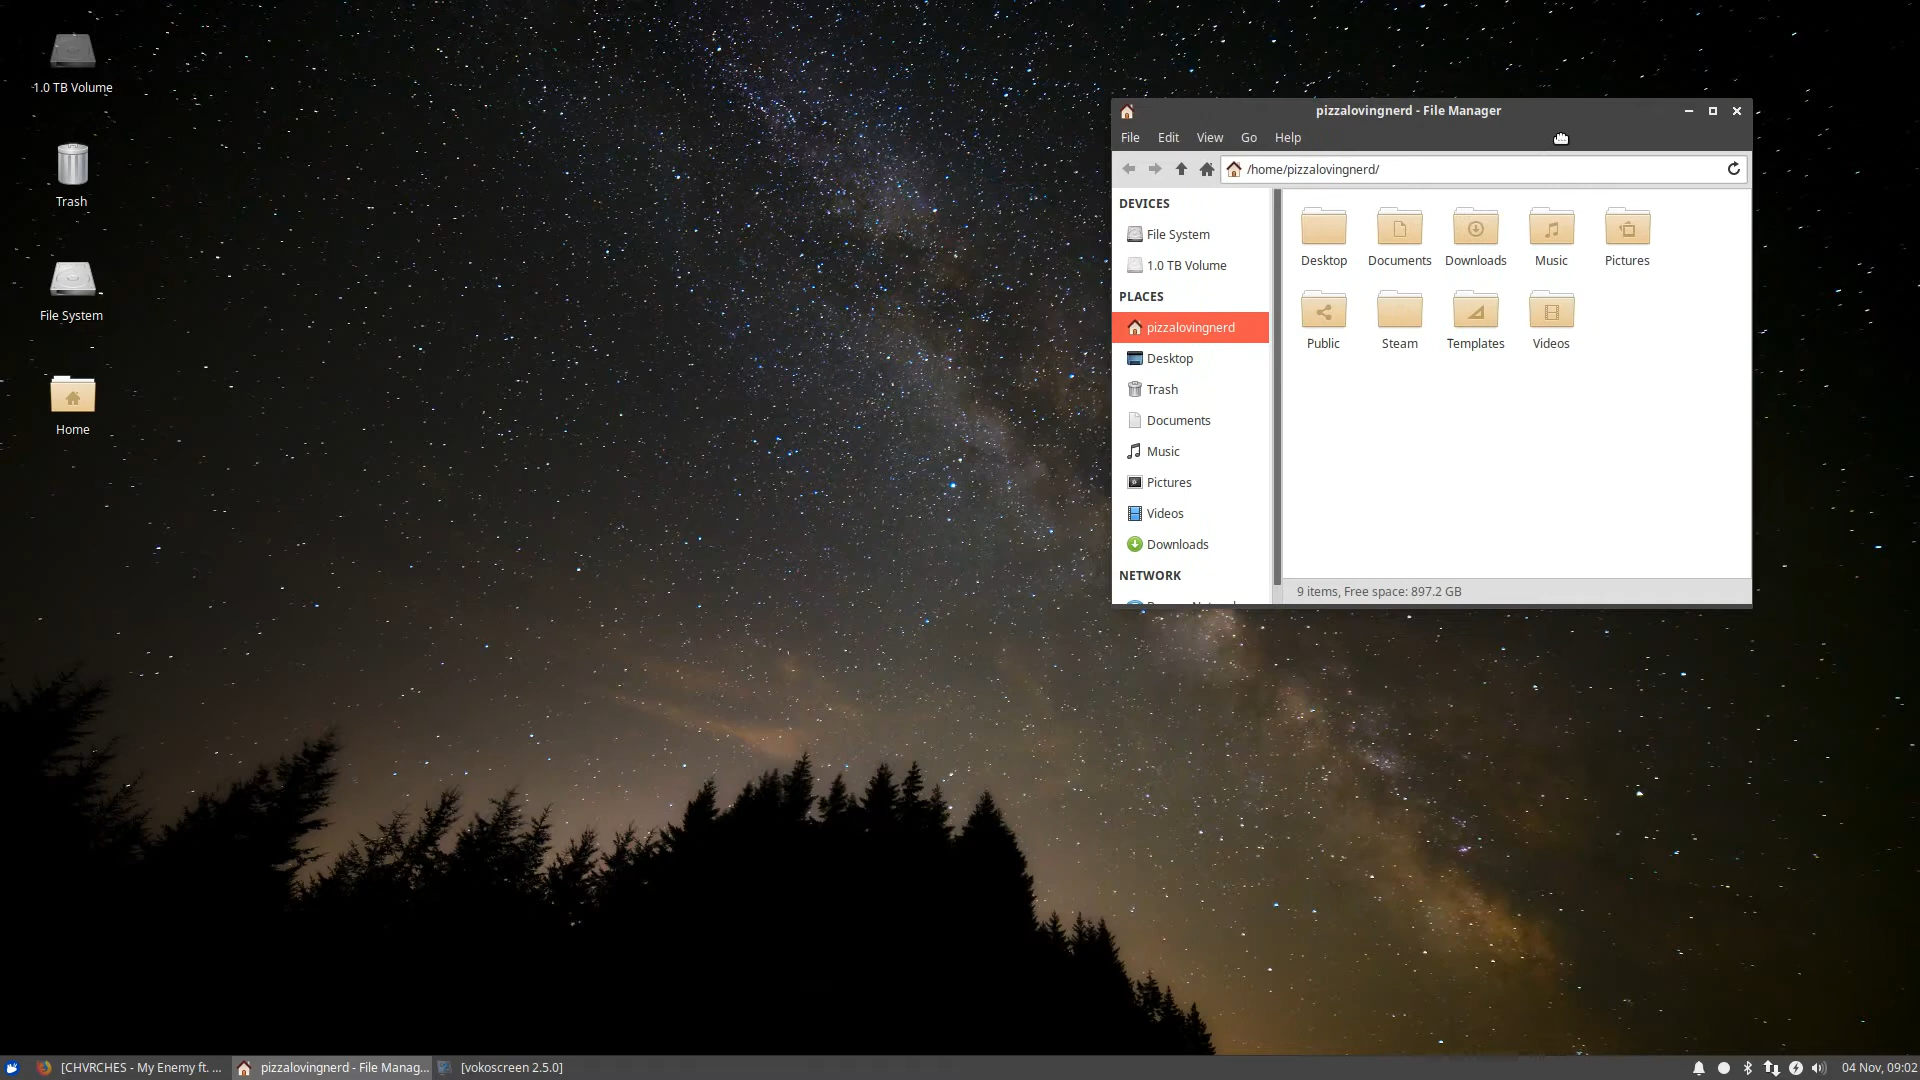 1.0 TB Volume
Trash
File System
Home
pizzalovingnerd - File Manager
File Edit View Go Help
/home/pizzalovingnerd/
DEVICES
File System
1.0 TB Volume
PLACES
pizzalovingnerd
Desktop
Trash
Documents
Music
Pictures
Videos
Downloads
NETWORK
Desktop Documents Downloads Music Pictures
Public Steam Templates Videos
9 items, Free space: 897.2 GB
[CHVRCHES - My Enemy ft. ... pizzalovingnerd - File Manag... [vokoscreen 2.5.0] 04 Nov, 09:02